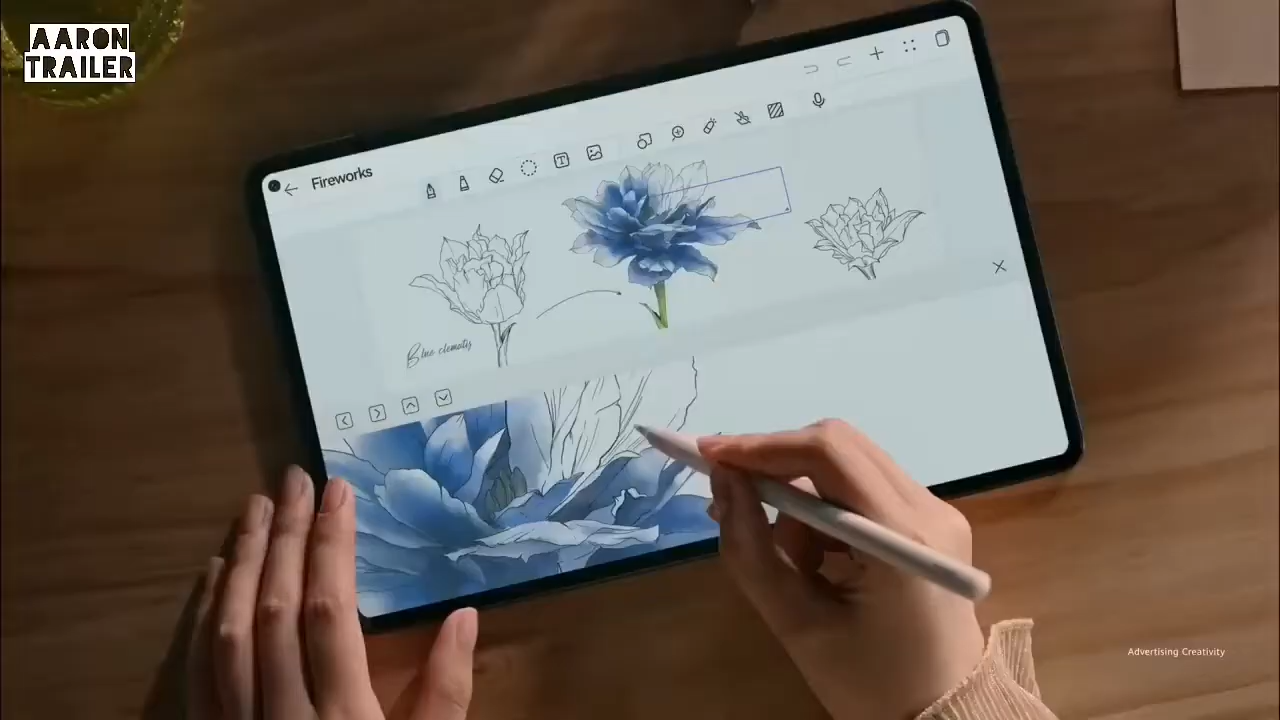 AARON
TRAILER
Fireworks
T
Blue clematis
Advertising Creativity